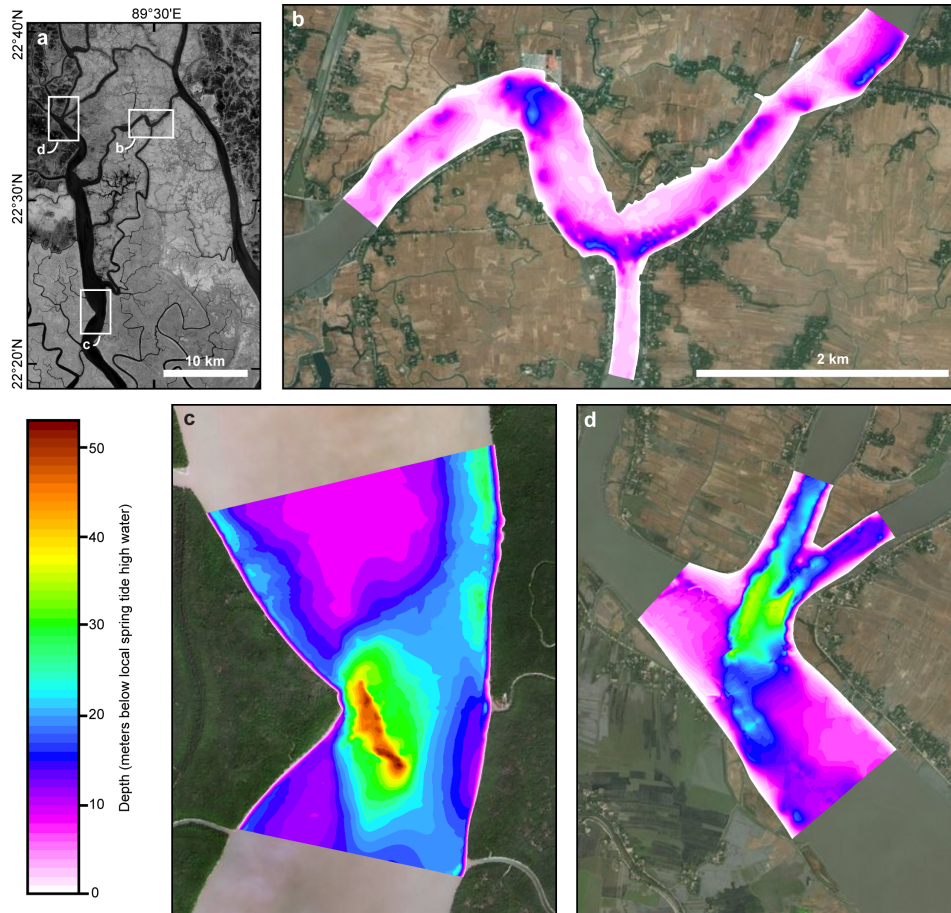 89°30'E
22°40'N
22°30'N
22°20'N
a
d
b
c
10 km
b
2 km
50
40
30
20
10
0
Depth (meters below local spring tide high water)
c
d